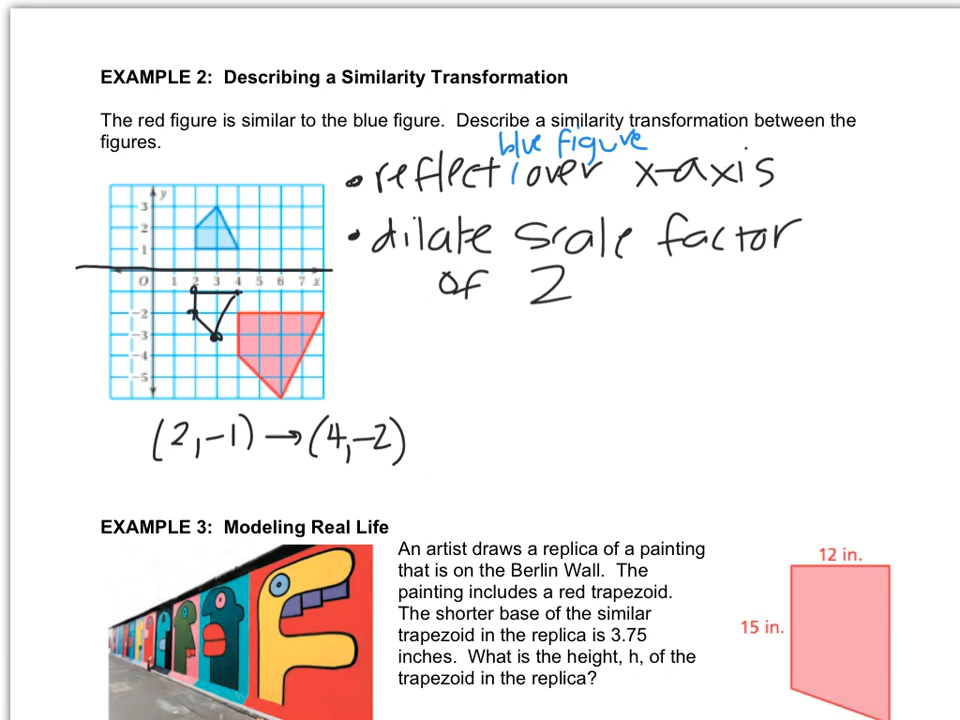 EXAMPLE 2: Describing a Similarity Transformation
The red figure is similar to the blue figure. Describe a similarity transformation between the
figures.
blue figure
• reflect / over x-axis
• dilate scale factor
of 2
y
3
2
1
O 1 2 3 4 5 6 7 x
-2
-3
-4
-5
(2,-1) → (4,-2)
EXAMPLE 3: Modeling Real Life
An artist draws a replica of a painting
that is on the Berlin Wall. The
painting includes a red trapezoid.
The shorter base of the similar
trapezoid in the replica is 3.75
inches. What is the height, h, of the
trapezoid in the replica?
12 in.
15 in.